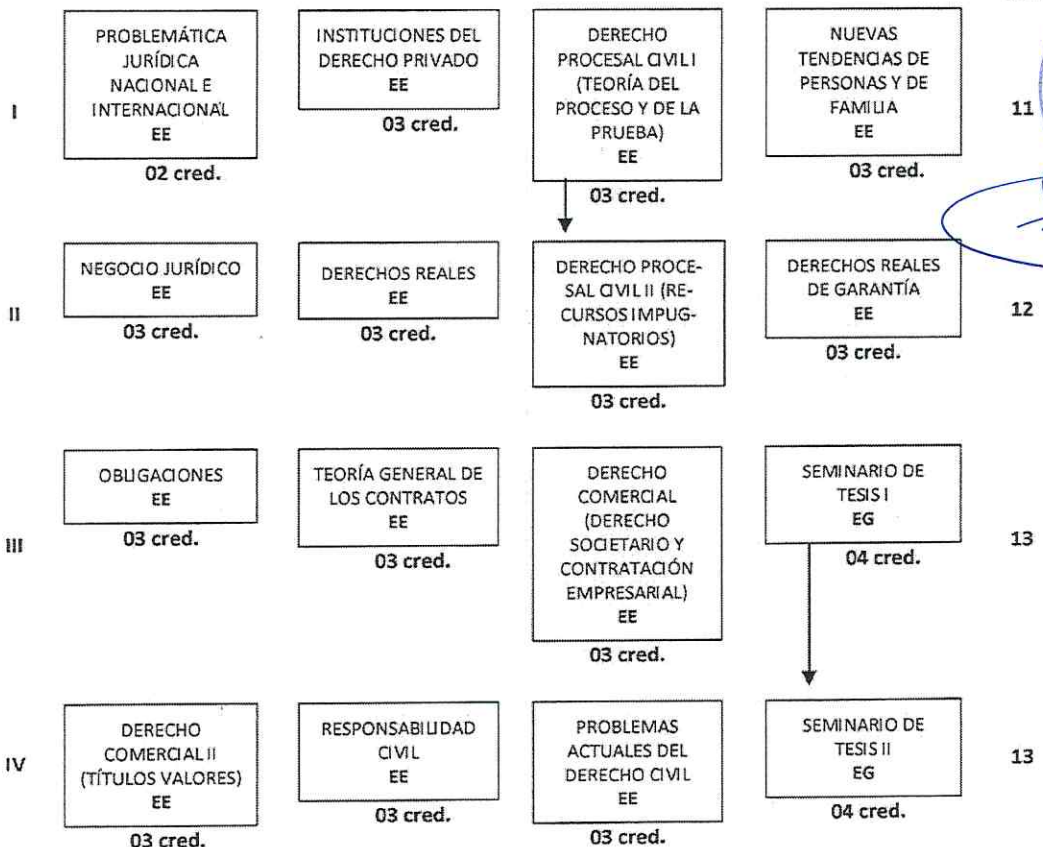 PROBLEMÁTICA
JURÍDICA
NACIONAL E
INTERNACIONAL
EE
02 cred.
INSTITUCIONES DEL
DERECHO PRIVADO
EE
03 cred.
DERECHO
PROCESAL CIVIL I
(TEORÍA DEL
PROCESO Y DE LA
PRUEBA)
EE
03 cred.
NUEVAS
TENDENCIAS DE
PERSONAS Y DE
FAMILIA
EE
03 cred.
I
11
NEGOCIO JURÍDICO
EE
03 cred.
DERECHOS REALES
EE
03 cred.
DERECHO PROCE-
SAL CIVIL II (RE-
CURSOS IMPUG-
NATORIOS)
EE
03 cred.
DERECHOS REALES
DE GARANTÍA
EE
03 cred.
II
12
OBLIGACIONES
EE
03 cred.
TEORÍA GENERAL DE
LOS CONTRATOS
EE
03 cred.
DERECHO
COMERCIAL
(DERECHO
SOCIETARIO Y
CONTRATACIÓN
EMPRESARIAL)
EE
03 cred.
SEMINARIO DE
TESIS I
EG
04 cred.
III
13
DERECHO
COMERCIAL II
(TÍTULOS VALORES)
EE
03 cred.
RESPONSABILIDAD
CIVIL
EE
03 cred.
PROBLEMAS
ACTUALES DEL
DERECHO CIVIL
EE
03 cred.
SEMINARIO DE
TESIS II
EG
04 cred.
IV
13